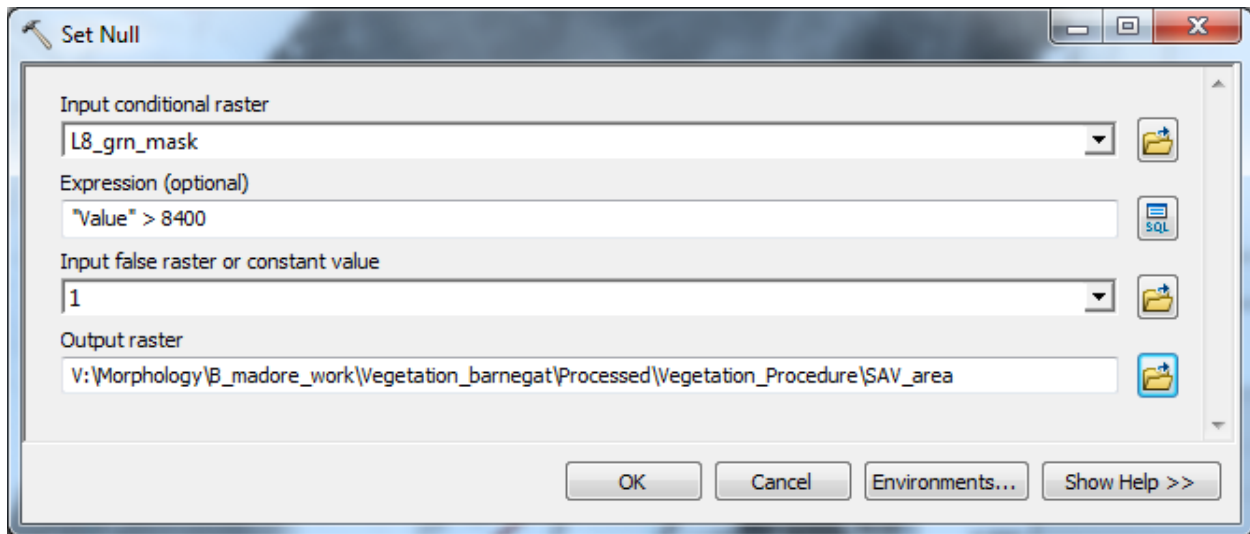 Set Null
Input conditional raster
L8_grn_mask
Expression (optional)
"Value" > 8400
SQL
Input false raster or constant value
1
Output raster
V:\Morphology\B_madore_work\Vegetation_barnegat\Processed\Vegetation_Procedure\SAV_area
OK Cancel Environments... Show Help >>